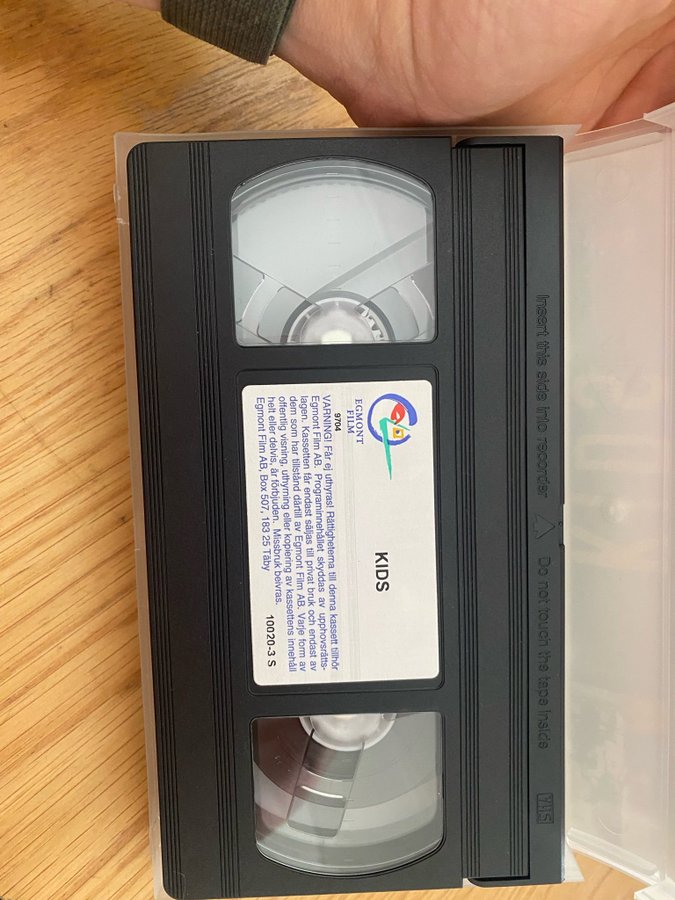 EGMONT
FILM
KIDS
9704
VARNING! Får ej uthyras! Rättigheterna till denna kassett tillhör
Egmont Film AB. Programinnehållet skyddas av upphovsrätts-
lagen. Kassetten får endast säljas till privat bruk och endast av
dem som har tillstånd därtill av Egmont Film AB. Varje form av
offentlig visning, uthyrning eller kopiering av kassettens innehåll
helt eller delvis, är förbjuden. Missbruk beivras.
Egmont Film AB, Box 507, 183 25 Täby
10020-3 S
Insert this side into recorder
Do not touch the tape inside
VHS